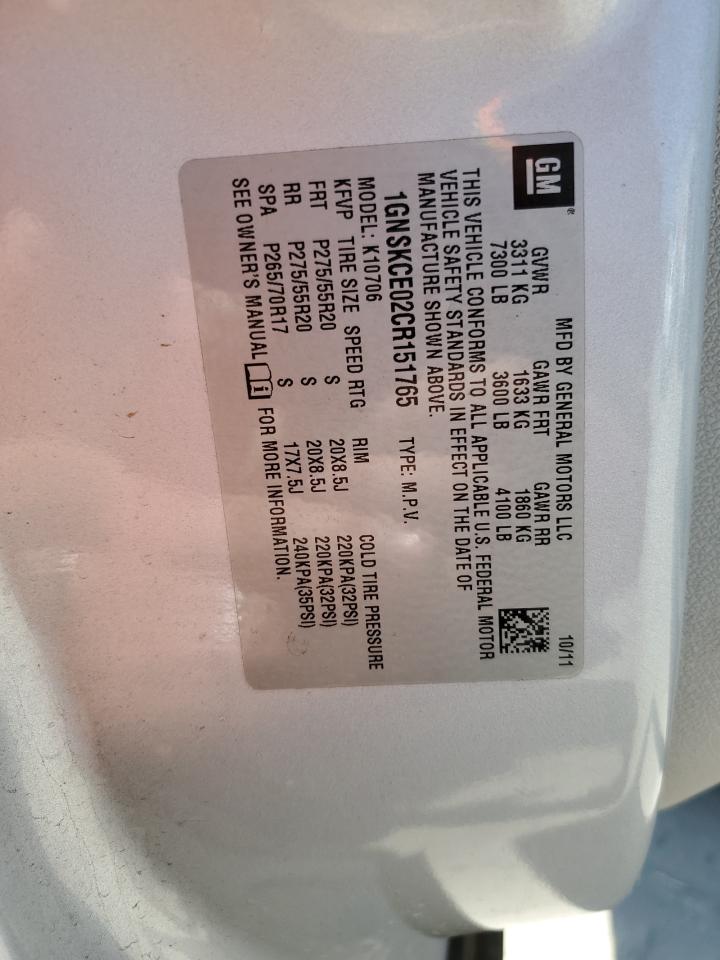 GM®
MFD BY GENERAL MOTORS LLC 10/11
GVWR GAWR FRT GAWR RR
3311 KG 1633 KG 1860 KG
7300 LB 3600 LB 4100 LB
THIS VEHICLE CONFORMS TO ALL APPLICABLE U.S. FEDERAL MOTOR
VEHICLE SAFETY STANDARDS IN EFFECT ON THE DATE OF
MANUFACTURE SHOWN ABOVE.
1GNSKCE02CR151765 TYPE: M.P.V.
MODEL: K10706
KFVP TIRE SIZE SPEED RTG RIM COLD TIRE PRESSURE
FRT P275/55R20 S 20X8.5J 220KPA(32PSI)
RR P275/55R20 S 20X8.5J 220KPA(32PSI)
SPA P265/70R17 S 17X7.5J 240KPA(35PSI)
SEE OWNER'S MANUAL i FOR MORE INFORMATION.